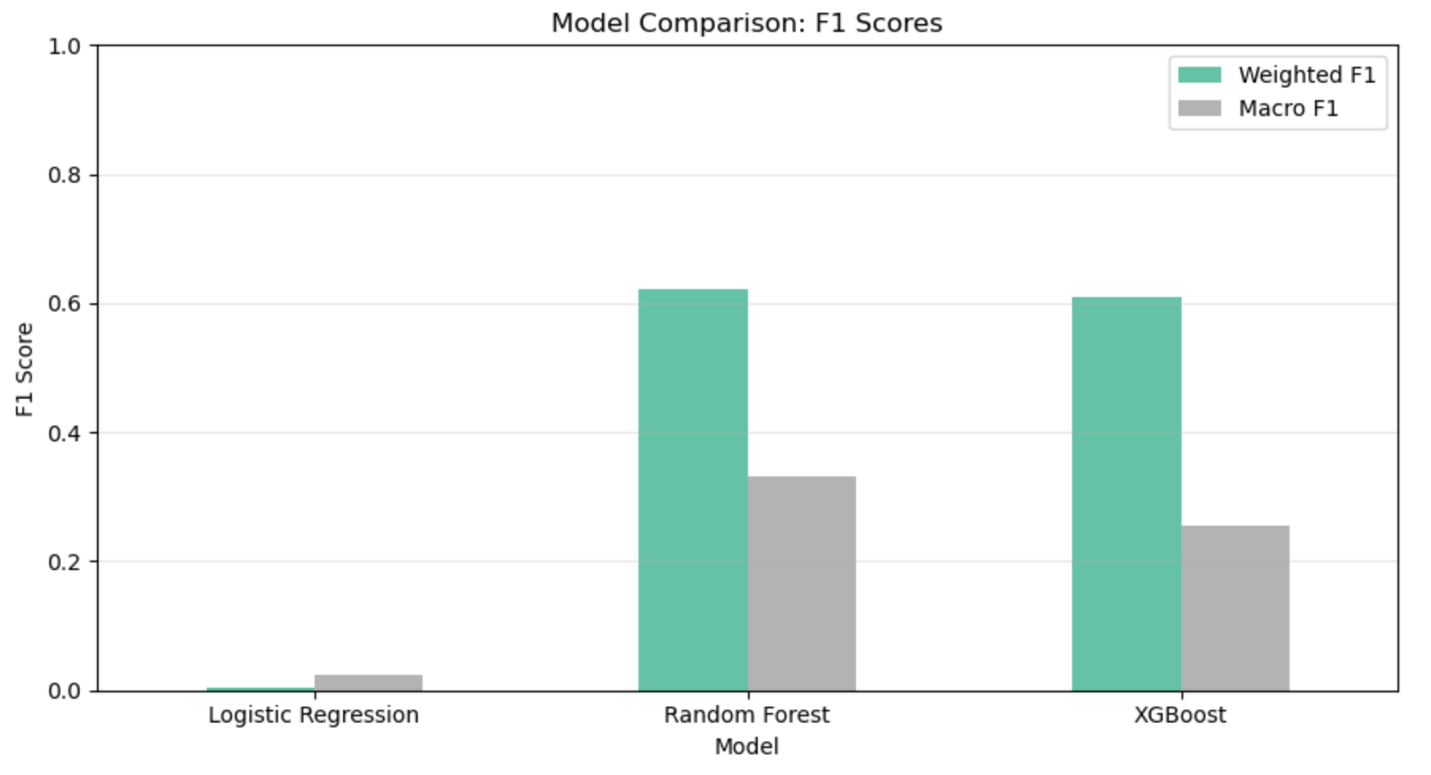 Model Comparison: F1 Scores
Weighted F1
Macro F1
1.0
0.8
0.6
0.4
0.2
0.0
F1 Score
Logistic Regression
Random Forest
XGBoost
Model